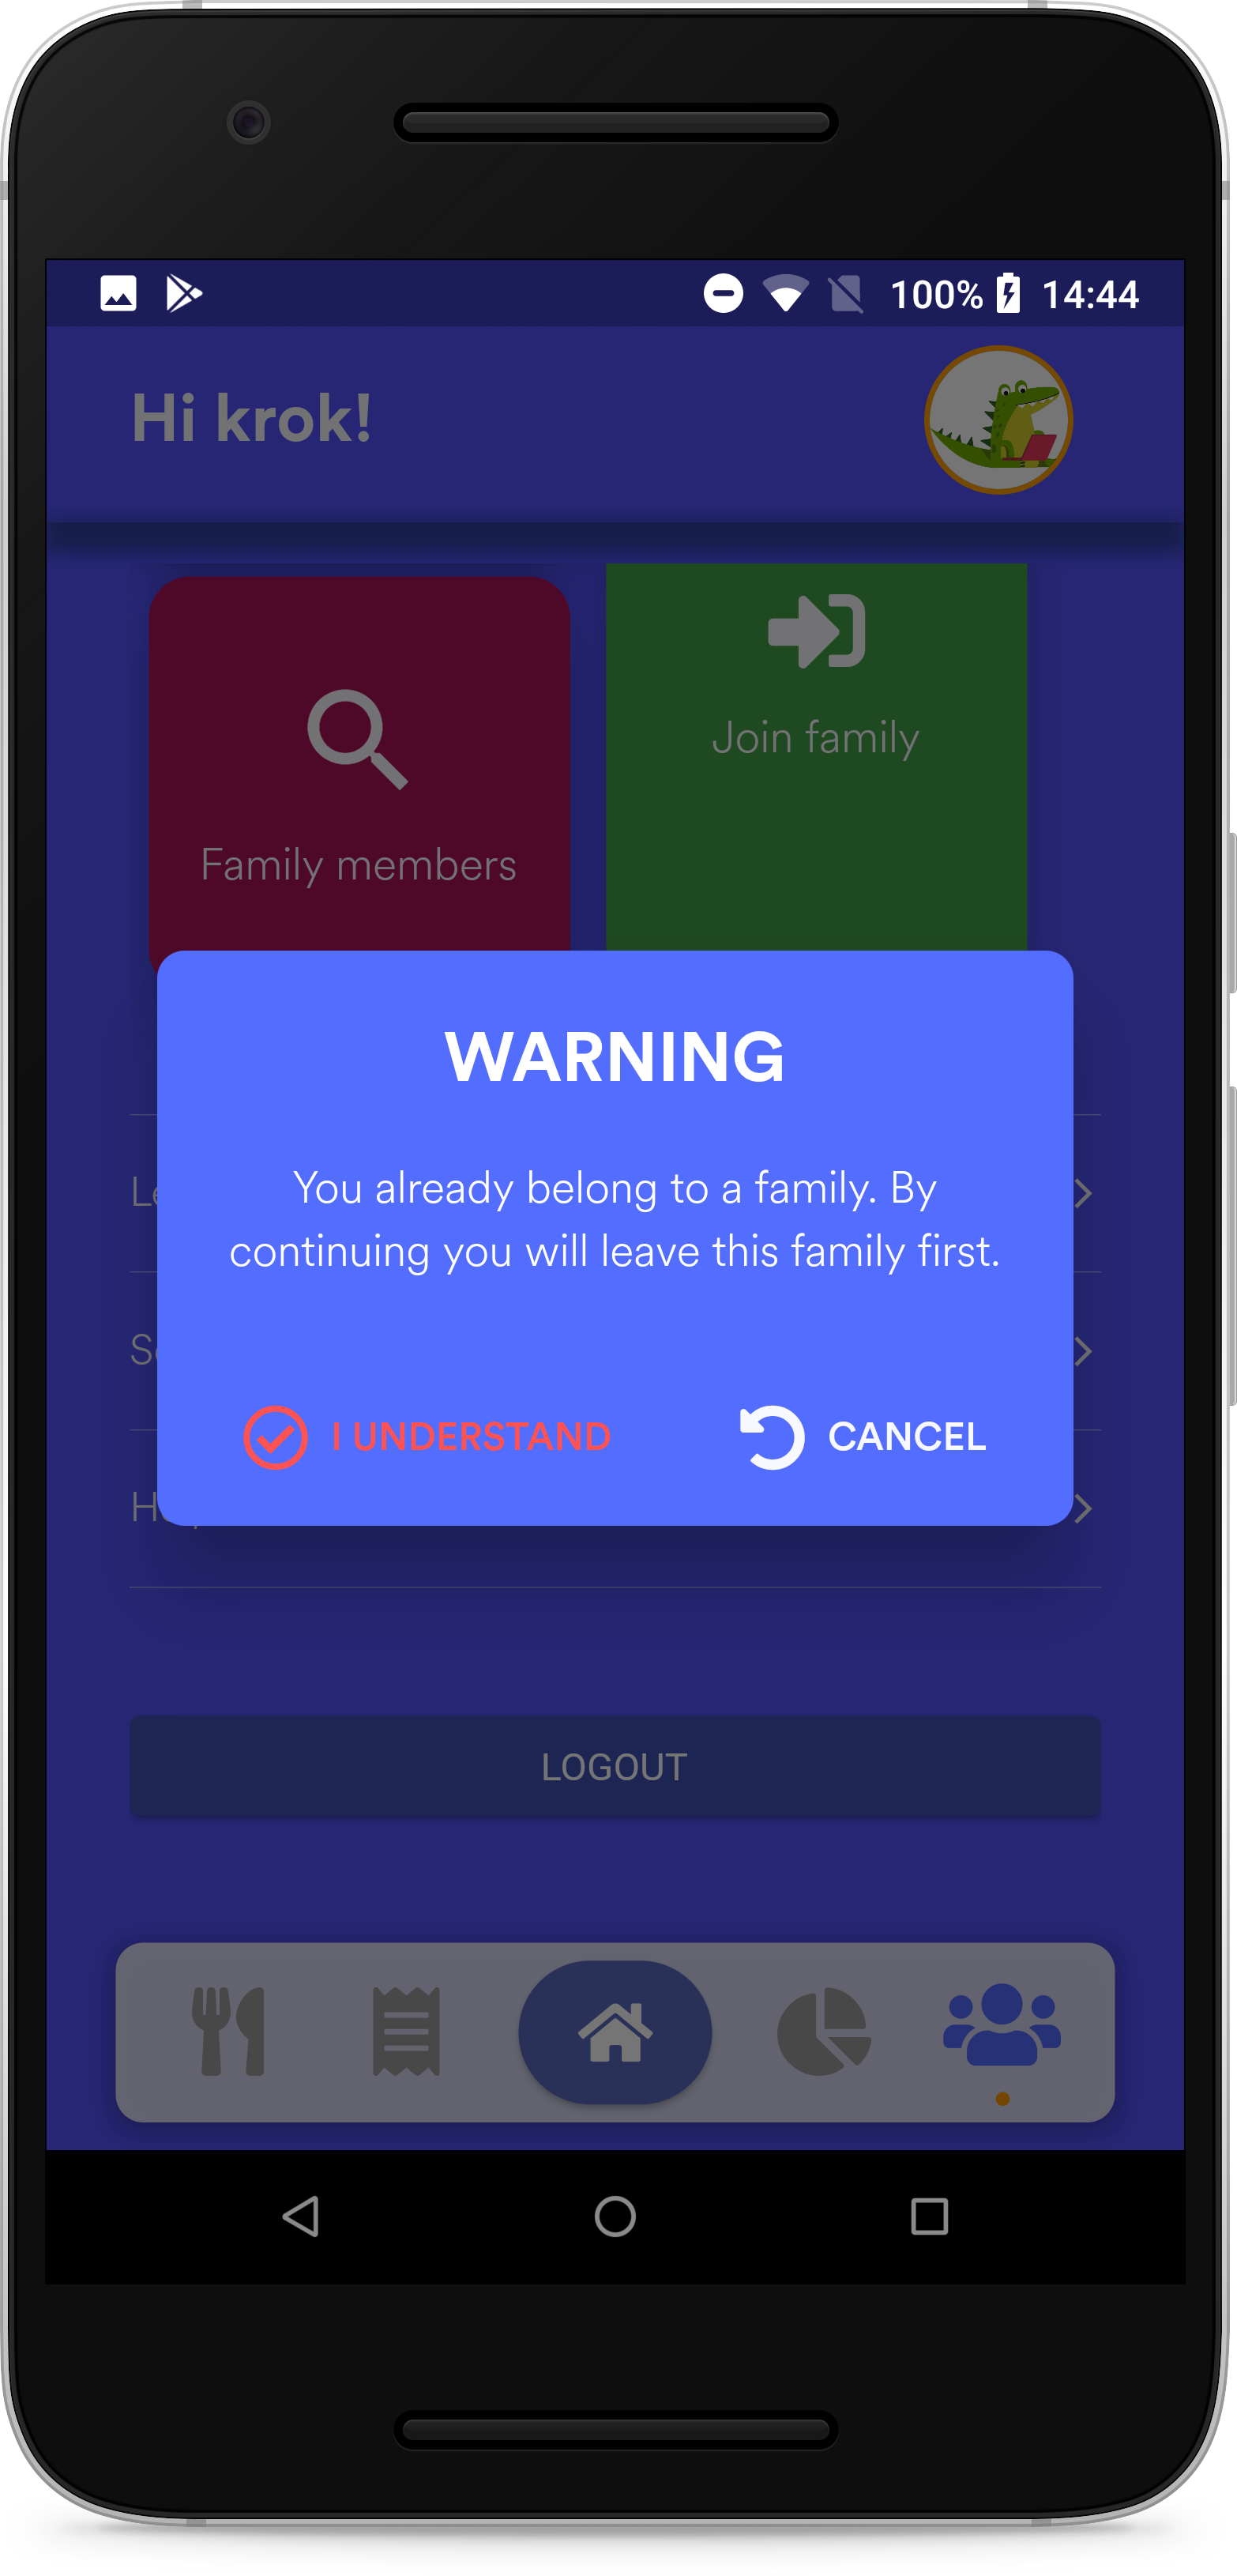 100% 14:44
Hi krok!
Join family
Family members
WARNING
You already belong to a family. By
continuing you will leave this family first.
I UNDERSTAND CANCEL
LOGOUT